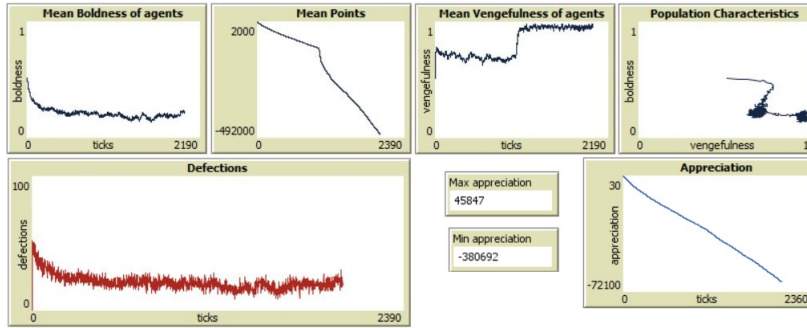 Mean Boldness of agents
1
boldness
0
0
ticks
2190
Mean Points
2000
-492000
0
2390
Mean Vengefulness of agents
1
vengefulness
0
0
ticks
2190
Population Characteristics
1
boldness
0
0
vengefulness
1
Defections
100
defections
0
0
ticks
2390
Max appreciation
45847
Min appreciation
-380692
Appreciation
30
appreciation
-72100
0
ticks
2360